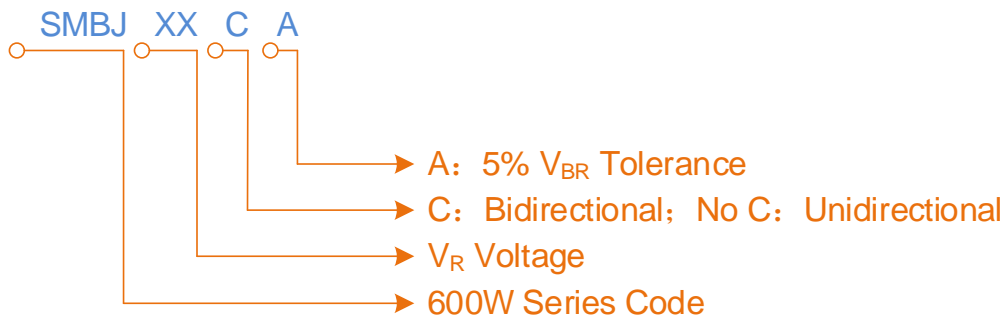 SMBJ XX C A
A：5% VBR Tolerance
C：Bidirectional；No C：Unidirectional
VR Voltage
600W Series Code